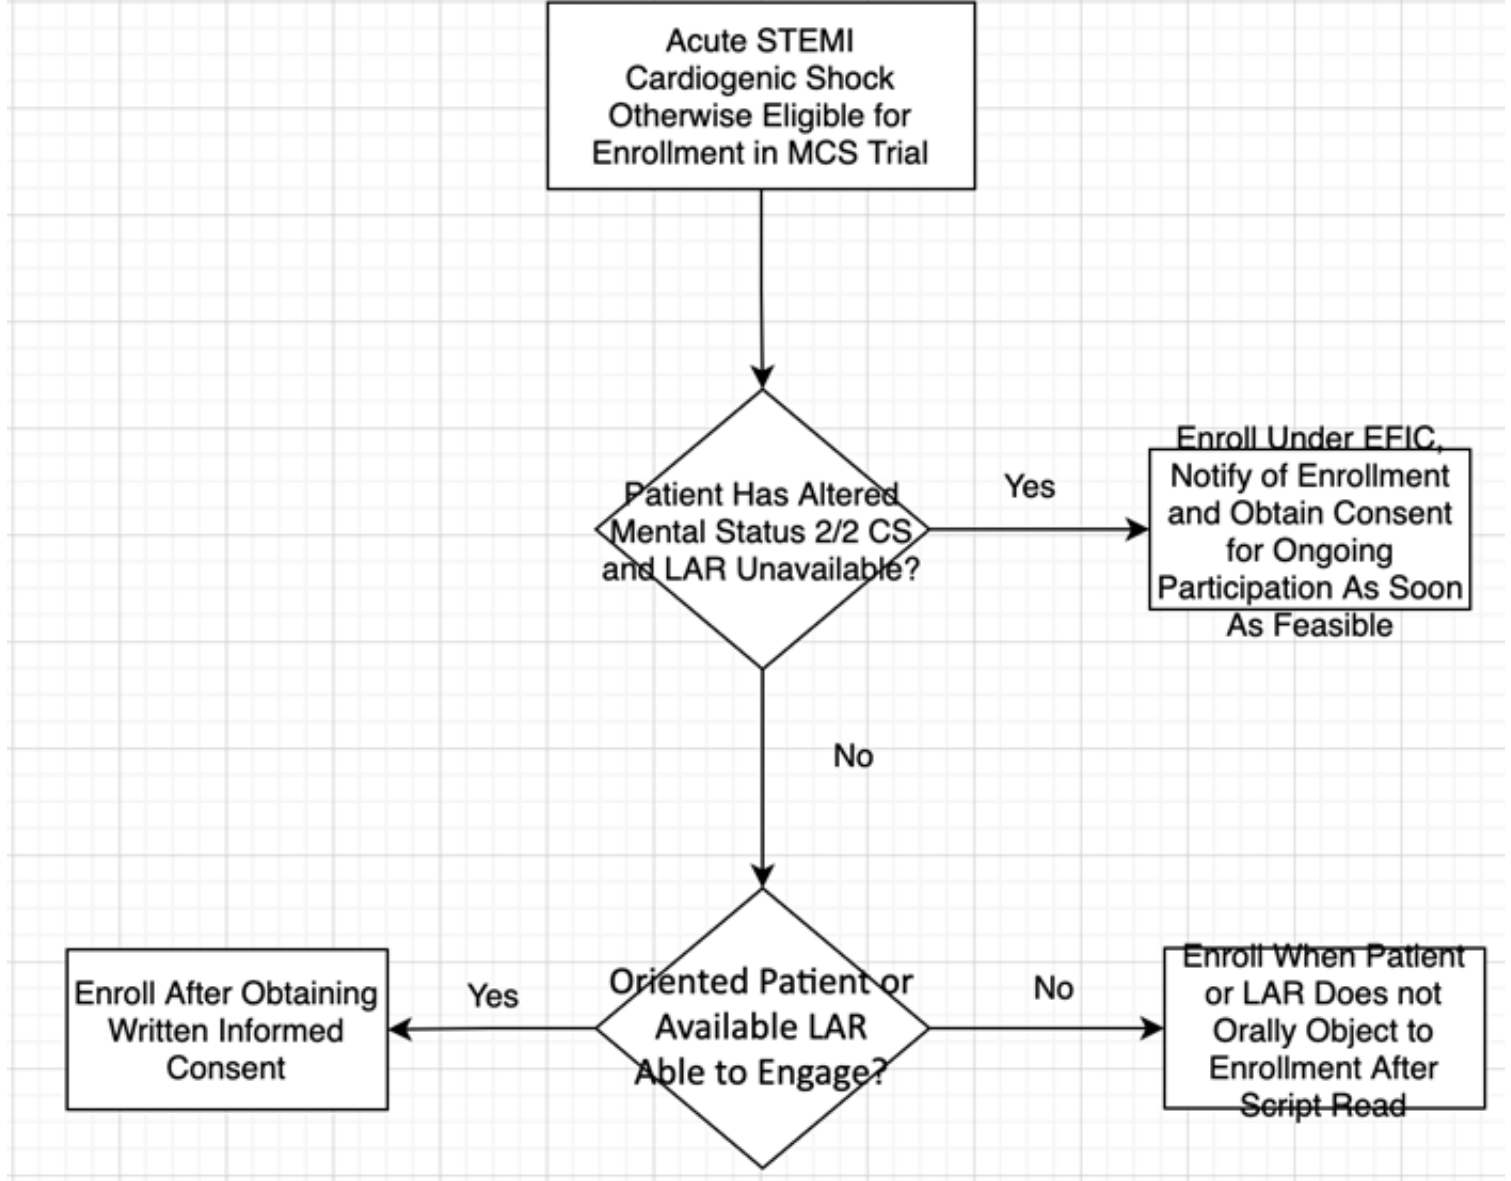 Acute STEMI
Cardiogenic Shock
Otherwise Eligible for
Enrollment in MCS Trial
Patient Has Altered
Mental Status 2/2 CS
and LAR Unavailable?
Yes
Enroll Under EFIC,
Notify of Enrollment
and Obtain Consent
for Ongoing
Participation As Soon
As Feasible
No
Oriented Patient or
Available LAR
Able to Engage?
Yes
Enroll After Obtaining
Written Informed
Consent
No
Enroll When Patient
or LAR Does not
Orally Object to
Enrollment After
Script Read